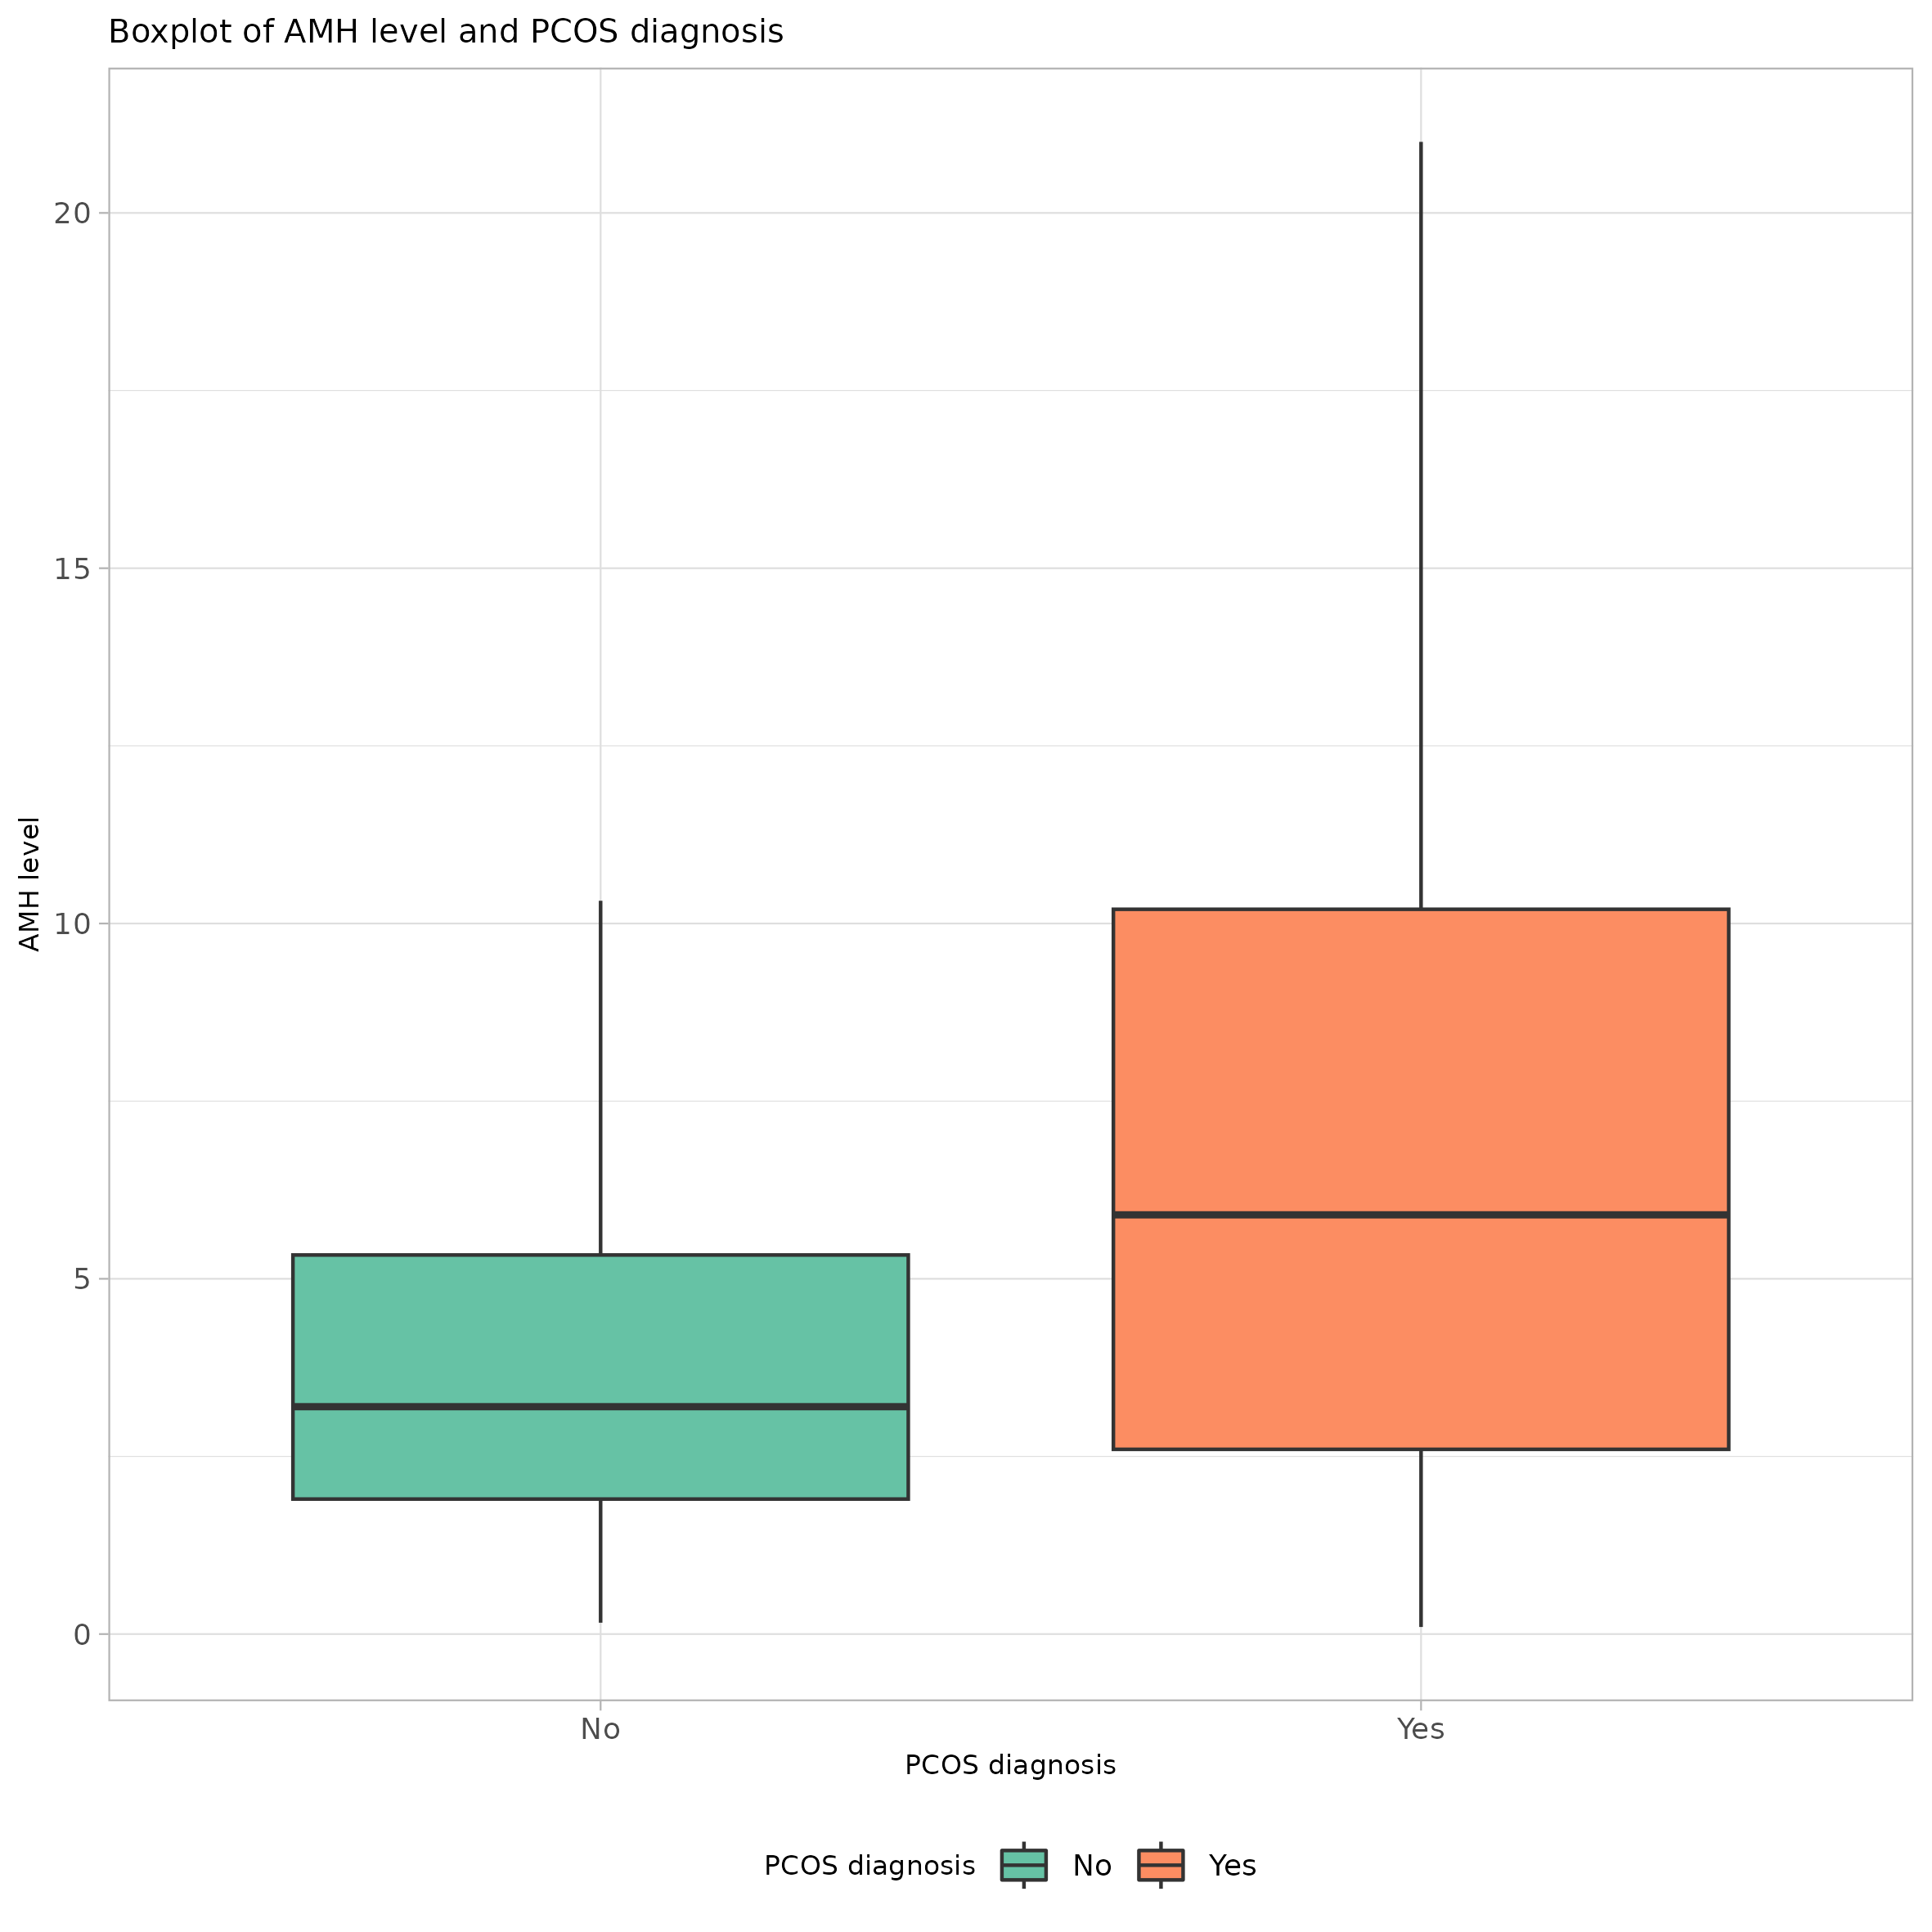 Boxplot of AMH level and PCOS diagnosis
20
15
10
5
0
AMH level
No
Yes
PCOS diagnosis
PCOS diagnosis No Yes